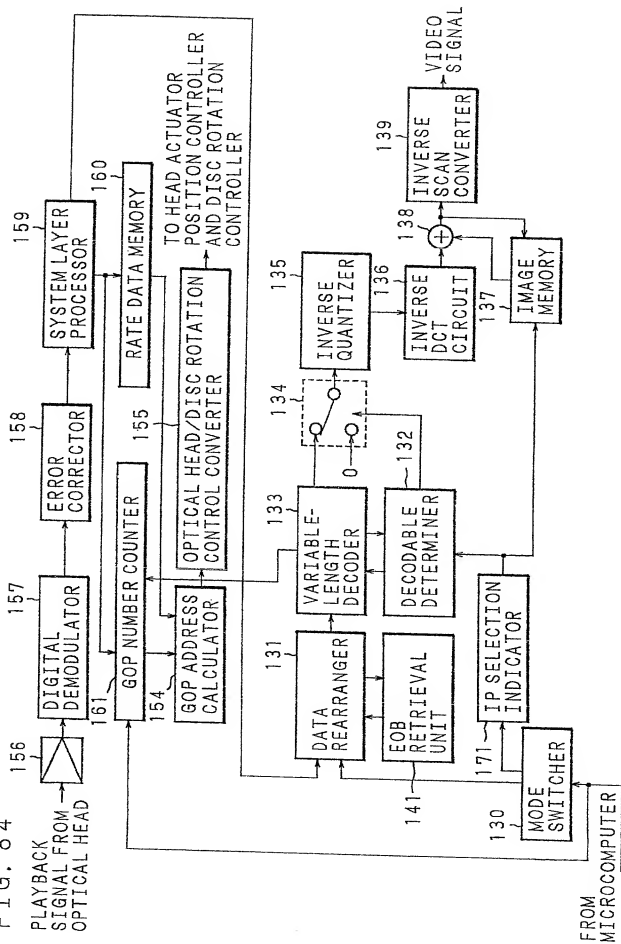 FIG. 84
PLAYBACK
SIGNAL FROM
OPTICAL HEAD
156
157
DIGITAL
DEMODULATOR
158
ERROR
CORRECTOR
159
SYSTEM LAYER
PROCESSOR
161
GOP NUMBER COUNTER
160
RATE DATA MEMORY
154
GOP ADDRESS
CALCULATOR
155
OPTICAL HEAD/DISC ROTATION
CONTROL CONVERTER
TO HEAD ACTUATOR
POSITION CONTROLLER
AND DISC ROTATION
CONTROLLER
131
DATA
REARRANGER
133
VARIABLE-
LENGTH
DECODER
134
0
135
INVERSE
QUANTIZER
141
EOB
RETRIEVAL
UNIT
132
DECODABLE
DETERMINER
136
INVERSE
DCT
CIRCUIT
138
+
139
INVERSE
SCAN
CONVERTER
VIDEO
SIGNAL
137
IMAGE
MEMORY
130
MODE
SWITCHER
171
IP SELECTION
INDICATOR
FROM
MICROCOMPUTER